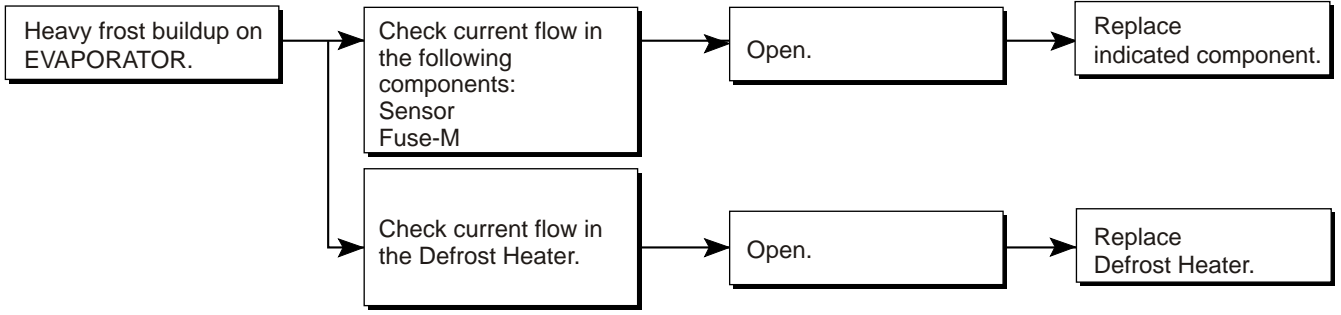 Heavy frost buildup on
EVAPORATOR.
Check current flow in
the following
components:
Sensor
Fuse-M
Open.
Replace
indicated component.
Check current flow in
the Defrost Heater.
Open.
Replace
Defrost Heater.